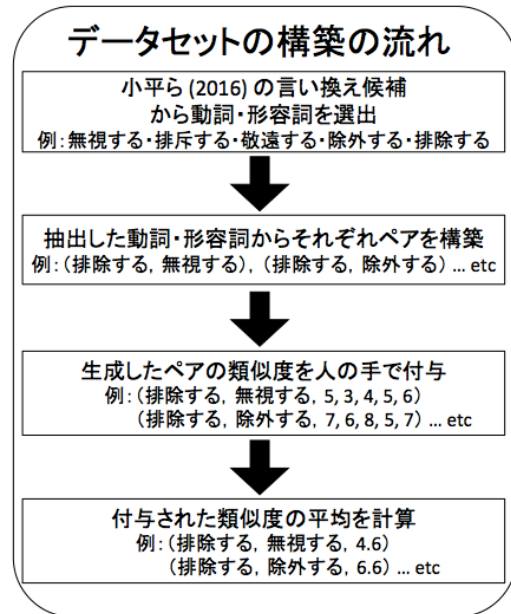 データセットの構築の流れ
小平ら (2016) の言い換え候補
から動詞・形容詞を選出
例：無視する・排斥する・敬遠する・除外する・排除する
抽出した動詞・形容詞からそれぞれペアを構築
例：(排除する, 無視する), (排除する, 除外する) ... etc
生成したペアの類似度を人の手で付与
例：(排除する, 無視する, 5, 3, 4, 5, 6)
(排除する, 除外する, 7, 6, 8, 5, 7) ... etc
付与された類似度の平均を計算
例：(排除する, 無視する, 4.6)
(排除する, 除外する, 6.6) ... etc